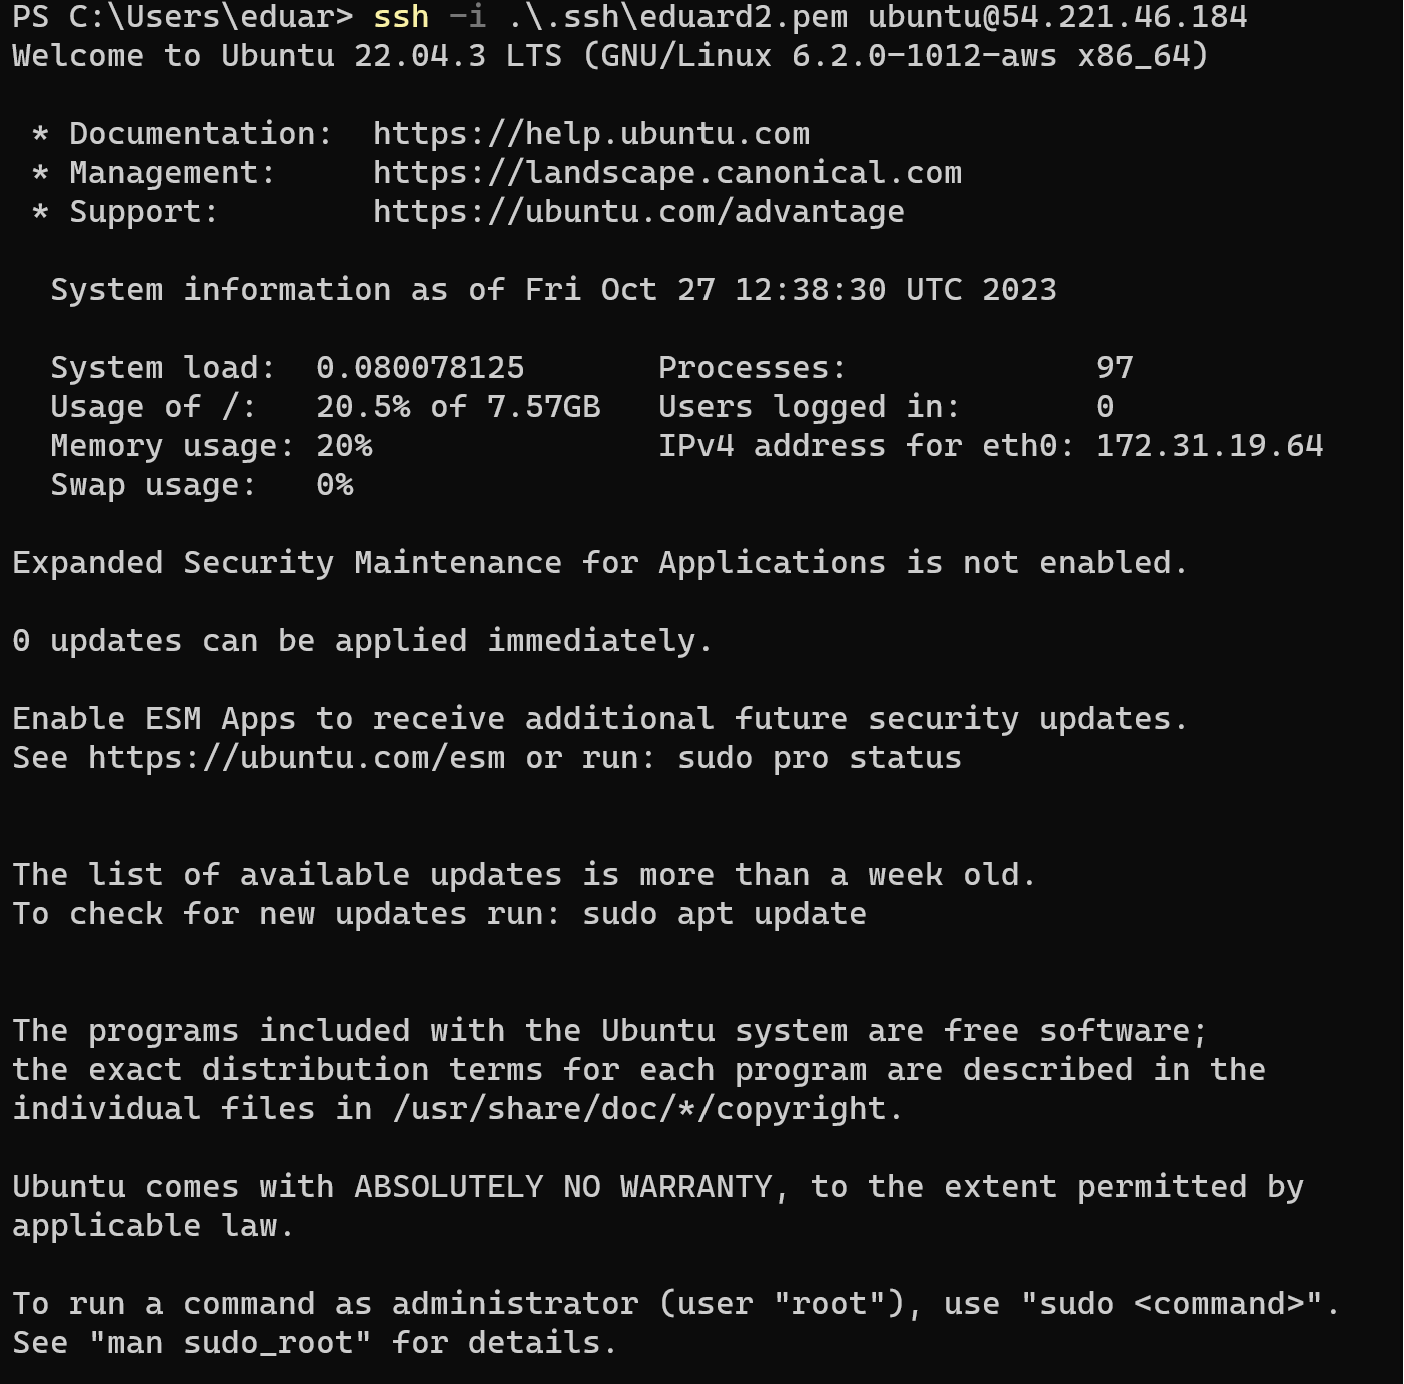 PS C:\Users\eduar> ssh -i .\.ssh\eduard2.pem ubuntu@54.221.46.184
Welcome to Ubuntu 22.04.3 LTS (GNU/Linux 6.2.0-1012-aws x86_64)

 * Documentation:  https://help.ubuntu.com
 * Management:     https://landscape.canonical.com
 * Support:        https://ubuntu.com/advantage

  System information as of Fri Oct 27 12:38:30 UTC 2023

  System load:  0.080078125       Processes:             97
  Usage of /:   20.5% of 7.57GB   Users logged in:       0
  Memory usage: 20%               IPv4 address for eth0: 172.31.19.64
  Swap usage:   0%

Expanded Security Maintenance for Applications is not enabled.

0 updates can be applied immediately.

Enable ESM Apps to receive additional future security updates.
See https://ubuntu.com/esm or run: sudo pro status


The list of available updates is more than a week old.
To check for new updates run: sudo apt update


The programs included with the Ubuntu system are free software;
the exact distribution terms for each program are described in the
individual files in /usr/share/doc/*/copyright.

Ubuntu comes with ABSOLUTELY NO WARRANTY, to the extent permitted by
applicable law.

To run a command as administrator (user "root"), use "sudo <command>".
See "man sudo_root" for details.